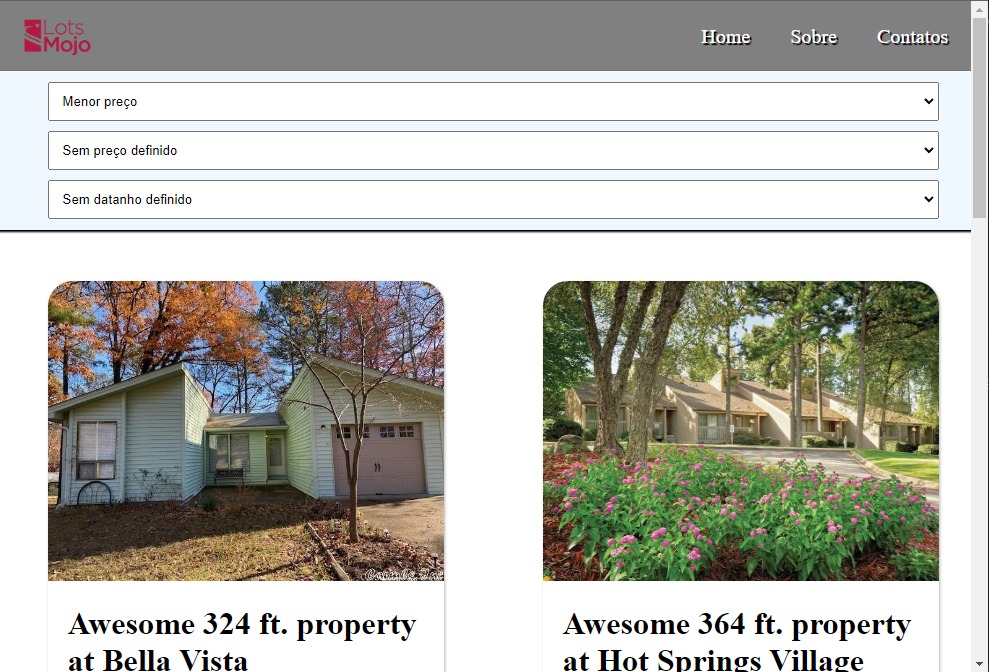 Lots
Mojo
Home
Sobre
Contatos
Menor preço
Sem preço definido
Sem datanho definido
Awesome 324 ft. property
at Bella Vista
Awesome 364 ft. property
at Hot Springs Village